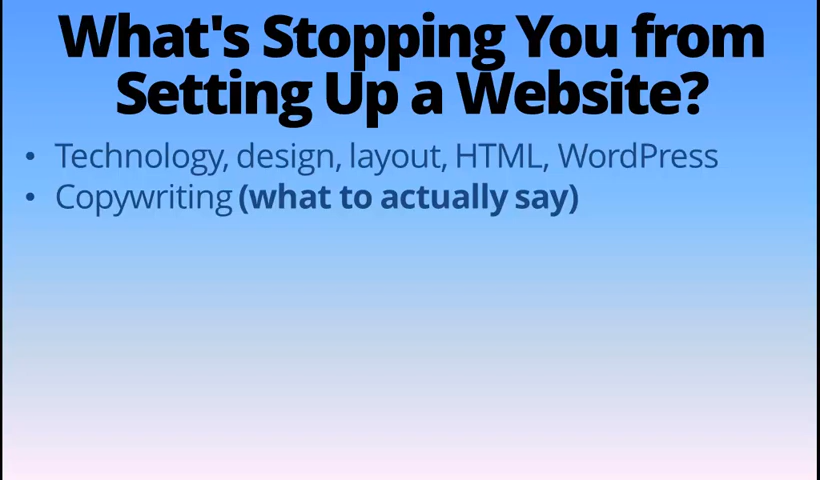 What's Stopping You from
Setting Up a Website?
• Technology, design, layout, HTML, WordPress
• Copywriting (what to actually say)